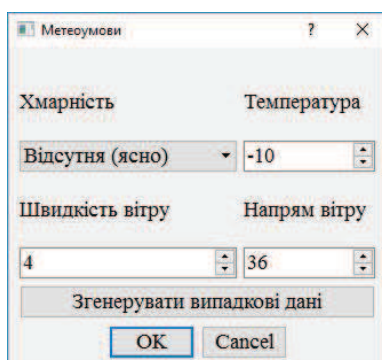 Метеоумови ?
Хмарність Температура
Відсутня (ясно) -10
Швидкість вітру Напрям вітру
4 36
Згенерувати випадкові дані
OK Cancel